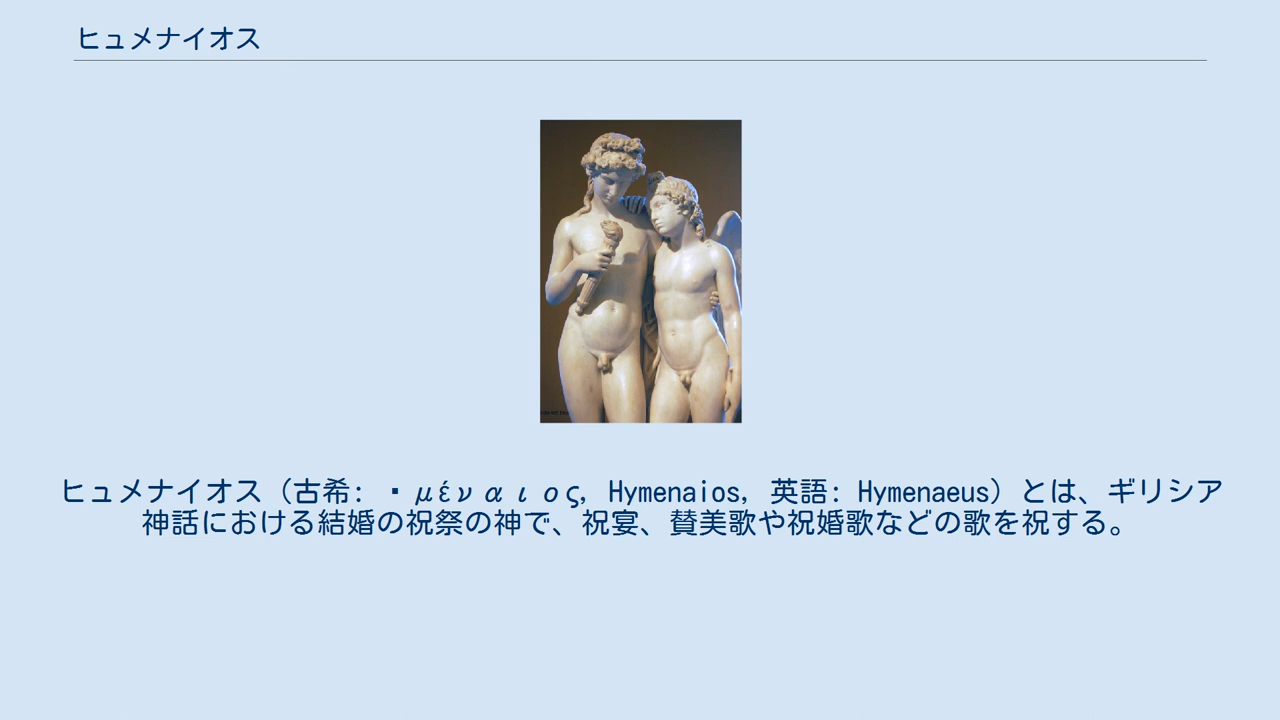 ヒュメナイオス
ヒュメナイオス（古希: ・μέναιος, Hymenaios, 英語: Hymenaeus）とは、ギリシア
神話における結婚の祝祭の神で、祝宴、賛美歌や祝婚歌などの歌を祝する。